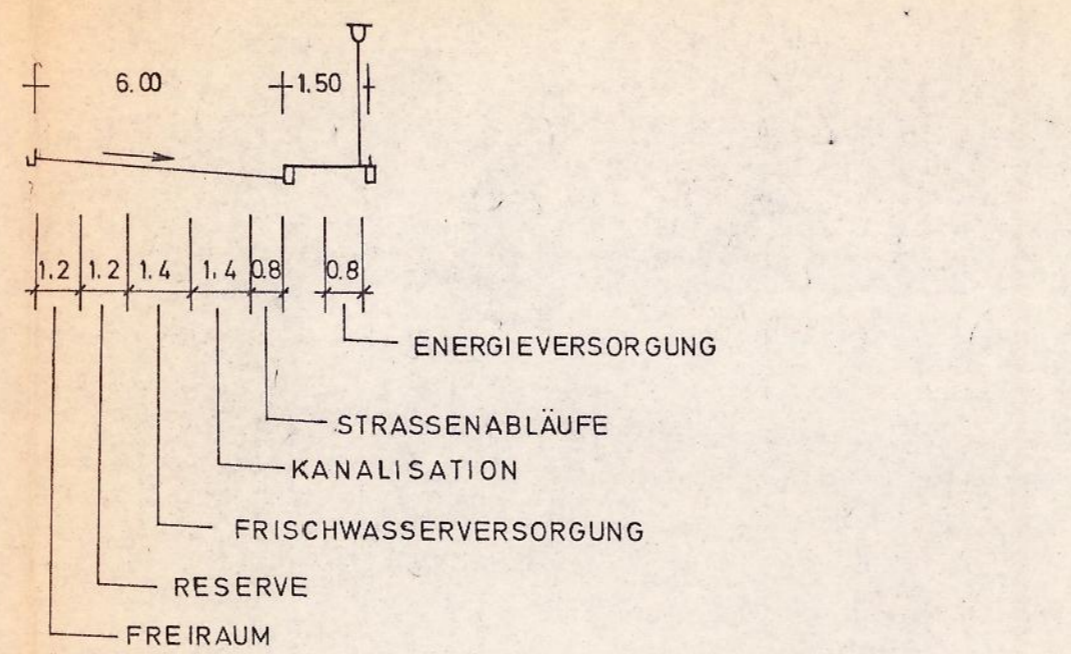 6.00 1.50
1.2 1.2 1.4 1.4 0.8 0.8
ENERGIEVERSORGUNG
STRASSENABLÄUFE
KANALISATION
FRISCHWASSERVERSORGUNG
RESERVE
FREIRAUM